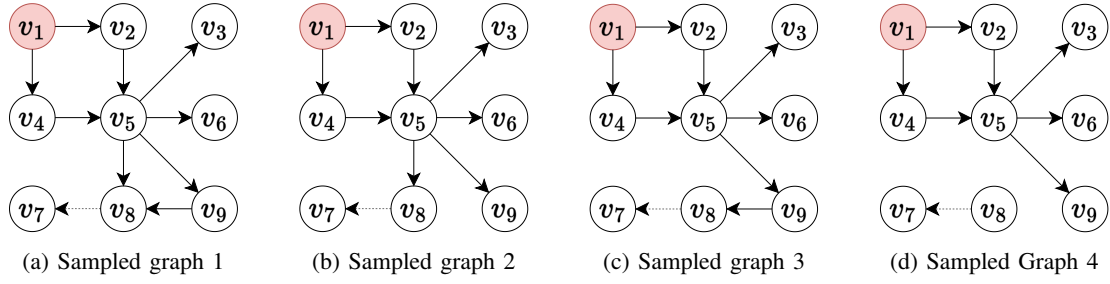 v1 v2 v3 v1 v2 v3 v1 v2 v3 v1 v2 v3
v4 v5 v6 v4 v5 v6 v4 v5 v6 v4 v5 v6
v7 v8 v9 v7 v8 v9 v7 v8 v9 v7 v8 v9
(a) Sampled graph 1 (b) Sampled graph 2 (c) Sampled graph 3 (d) Sampled Graph 4